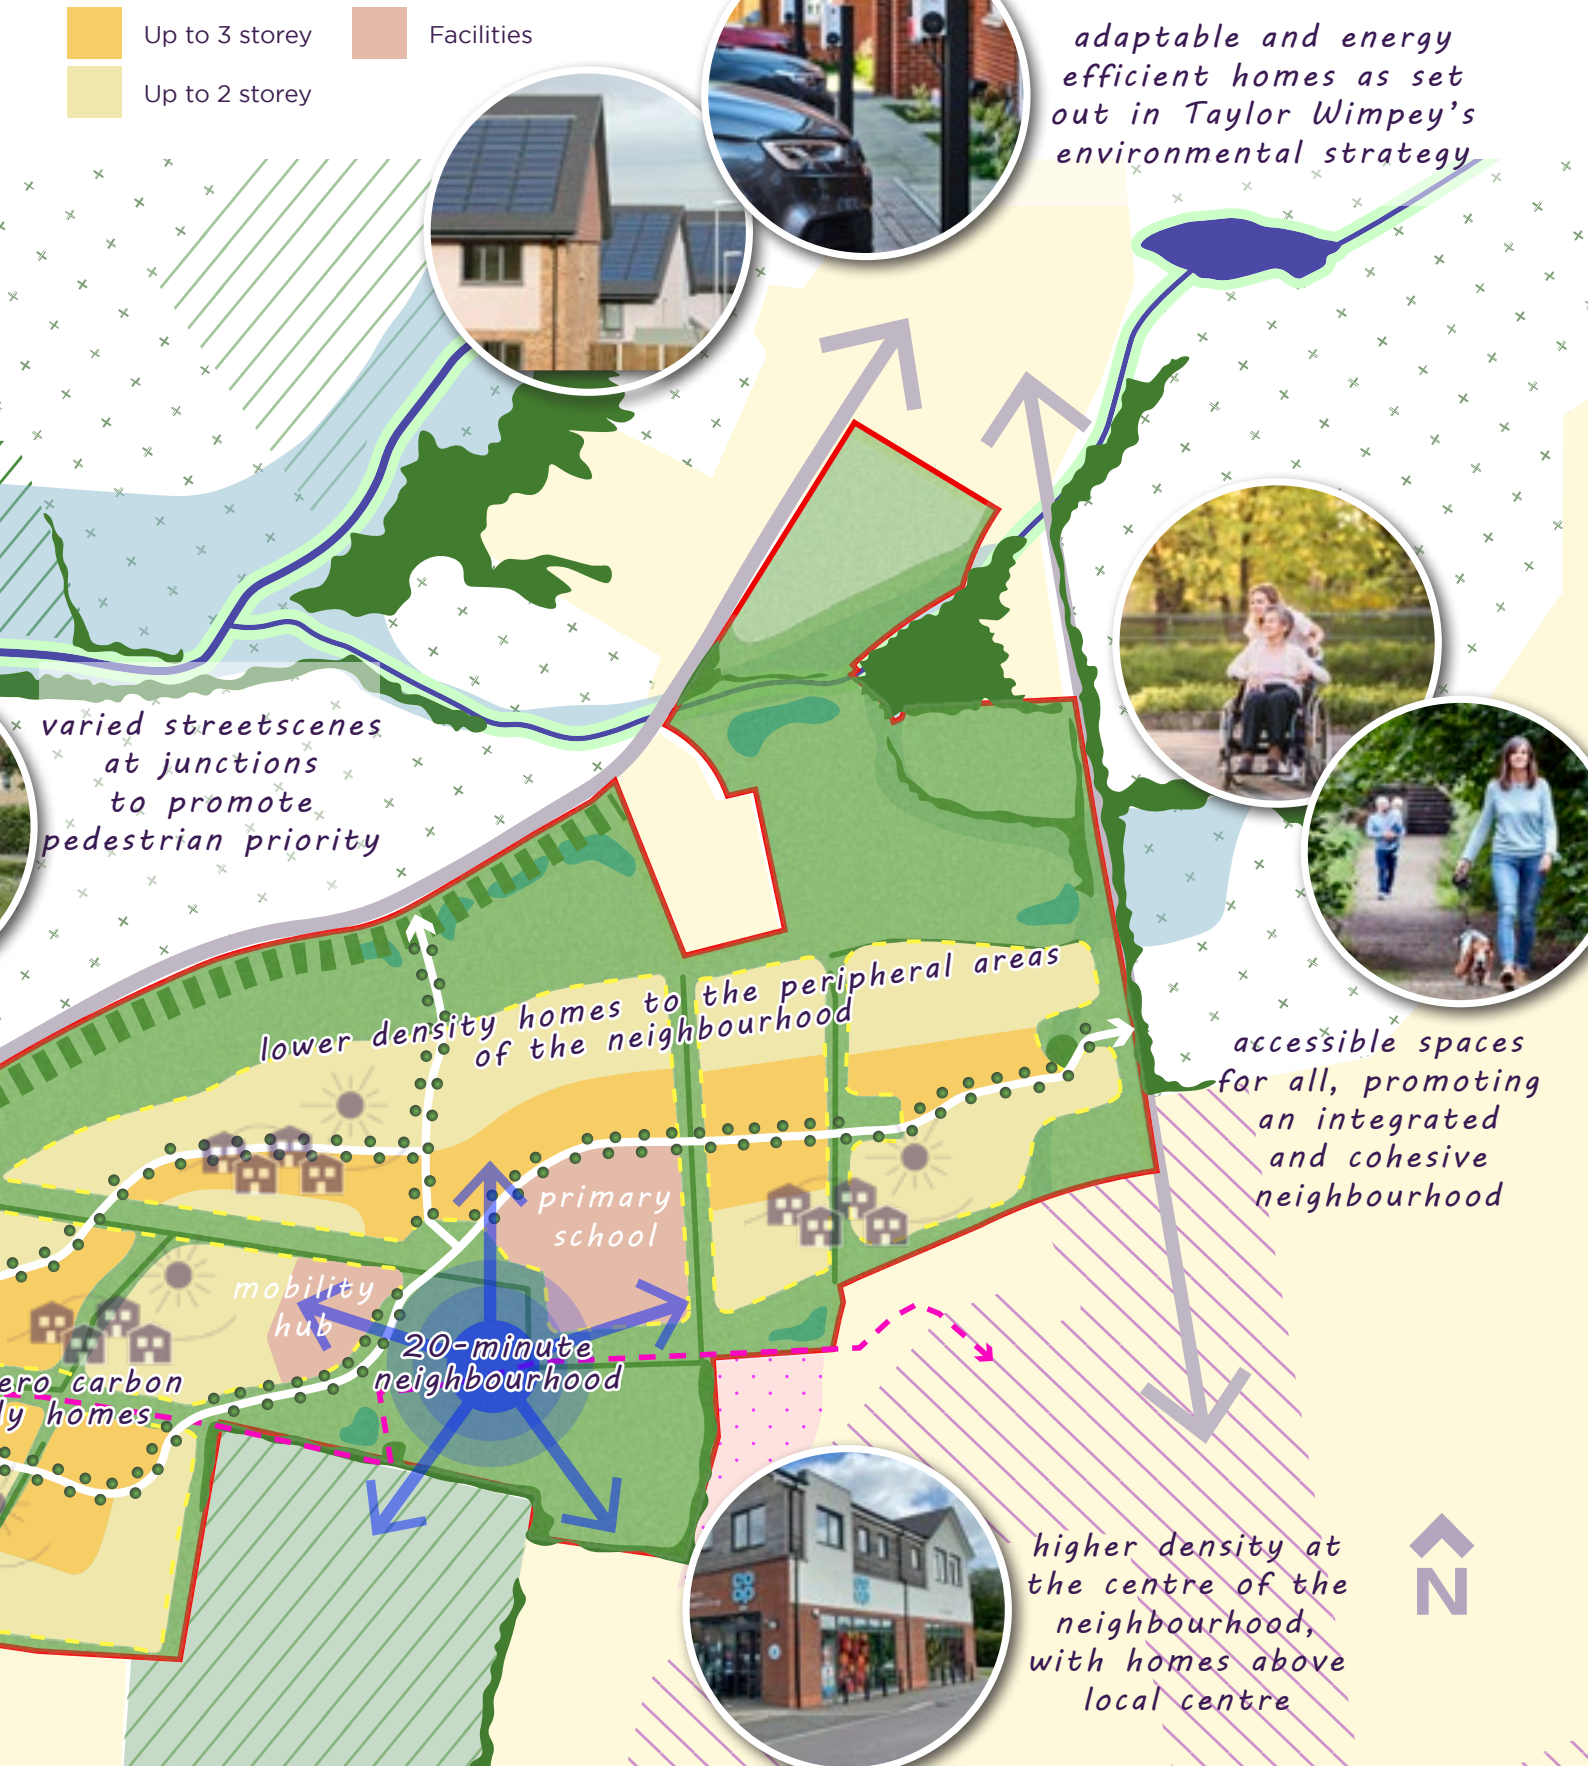 Up to 3 storey
Facilities
Up to 2 storey
adaptable and energy
efficient homes as set
out in Taylor Wimpey's
environmental strategy
varied streetscenes
at junctions
to promote
pedestrian priority
lower density homes to the peripheral areas
of the neighbourhood
accessible spaces
for all, promoting
an integrated
and cohesive
neighbourhood
primary
school
mobility
hub
20-minute
neighbourhood
ero carbon
ly homes
higher density at
the centre of the
neighbourhood,
with homes above
local centre
N